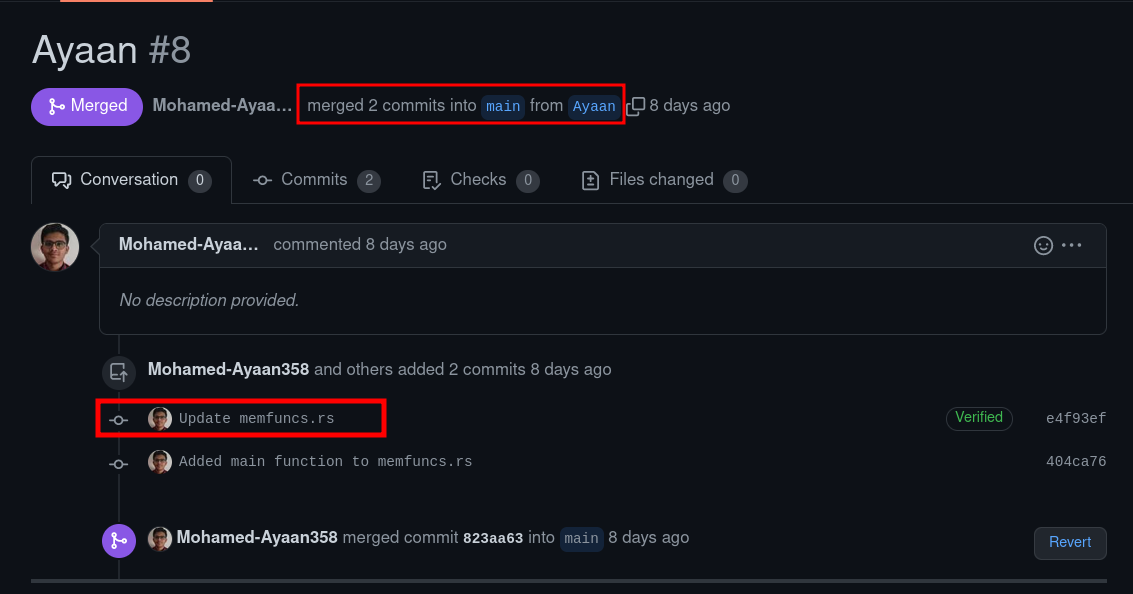 Ayaan #8
Merged Mohamed-Ayaa... merged 2 commits into main from Ayaan 8 days ago
Conversation 0 Commits 2 Checks 0 Files changed 0
Mohamed-Ayaa... commented 8 days ago
No description provided.
Mohamed-Ayaan358 and others added 2 commits 8 days ago
Update memfuncs.rs Verified e4f93ef
Added main function to memfuncs.rs 404ca76
Mohamed-Ayaan358 merged commit 823aa63 into main 8 days ago Revert